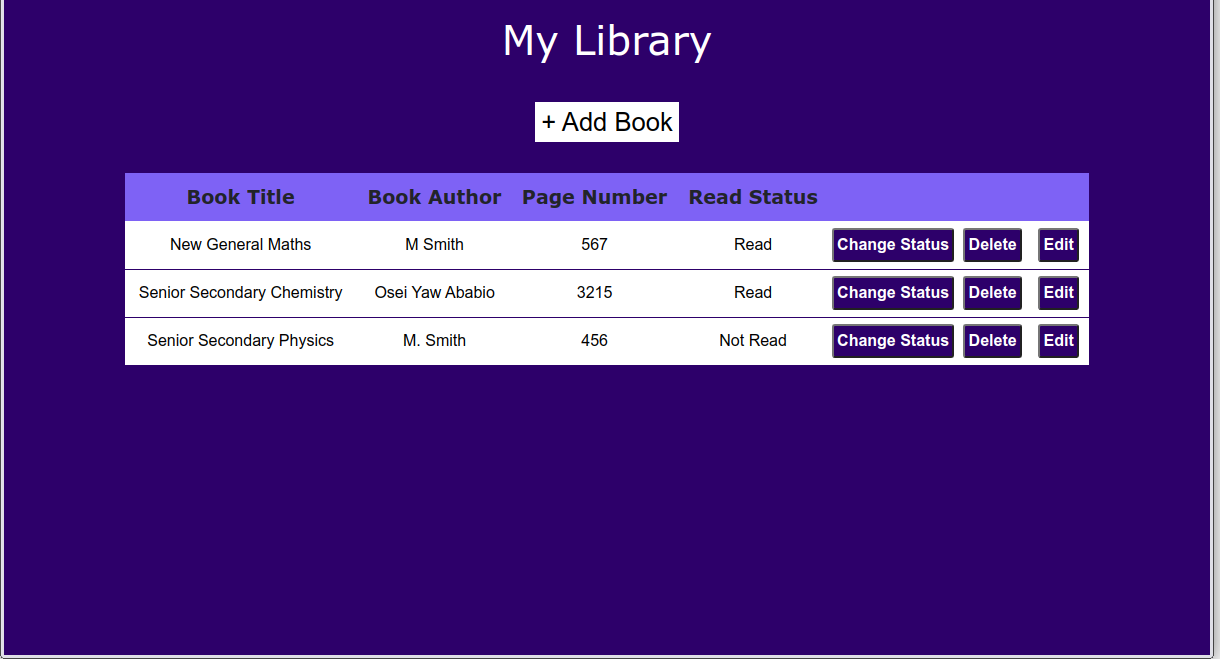 My Library
+ Add Book
Book Title Book Author Page Number Read Status
New General Maths M Smith 567 Read Change Status Delete Edit
Senior Secondary Chemistry Osei Yaw Ababio 3215 Read Change Status Delete Edit
Senior Secondary Physics M. Smith 456 Not Read Change Status Delete Edit